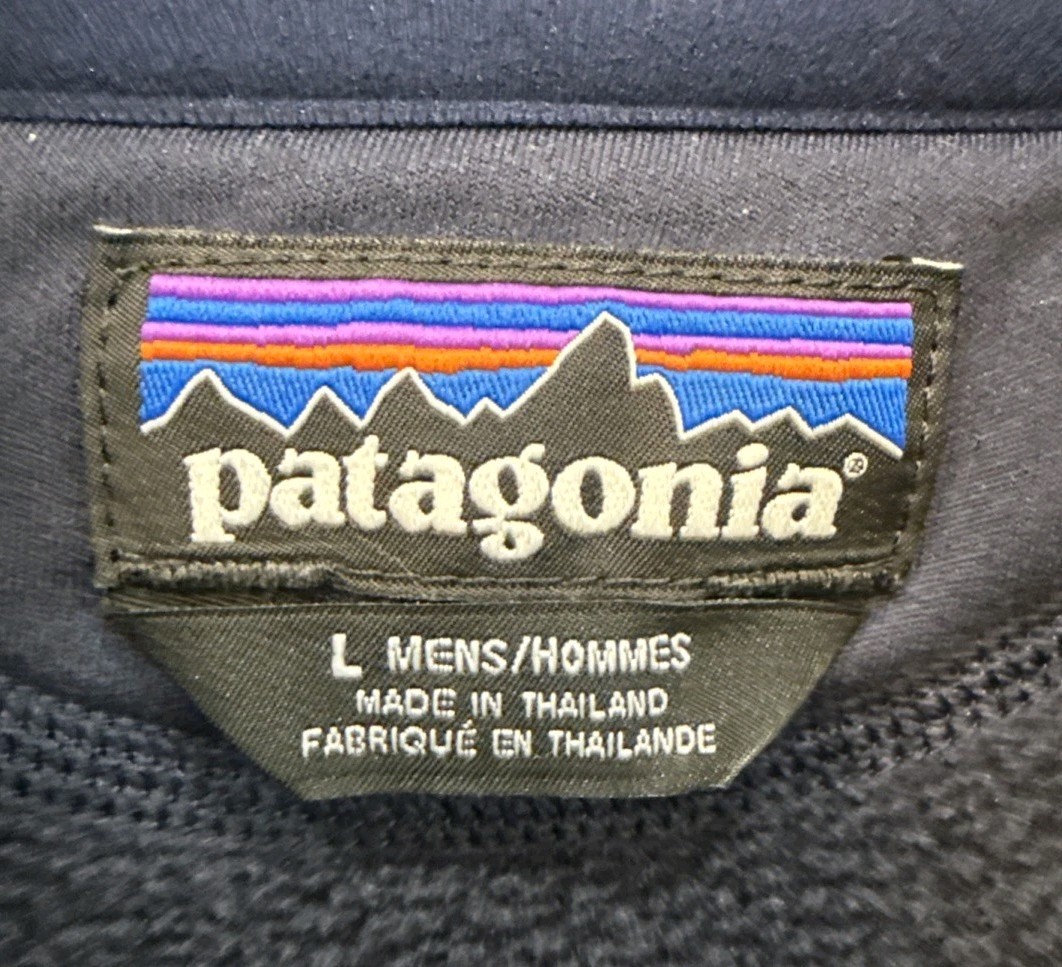 patagonia®
L MENS/HOMMES
MADE IN THAILAND
FABRIQUÉ EN THAILANDE